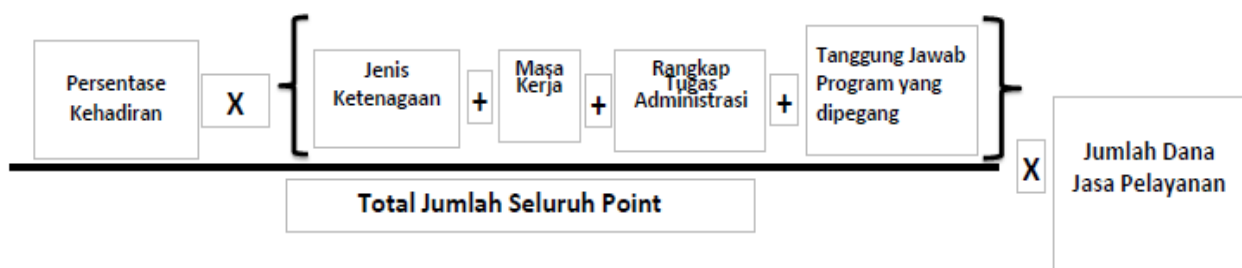 Persentase
Kehadiran
X
Jenis
Ketenagaan
+
Masa
Kerja
+
Rangkap
Tugas
Administrasi
+
Tanggung Jawab
Program yang
dipegang
Total Jumlah Seluruh Point
X
Jumlah Dana
Jasa Pelayanan